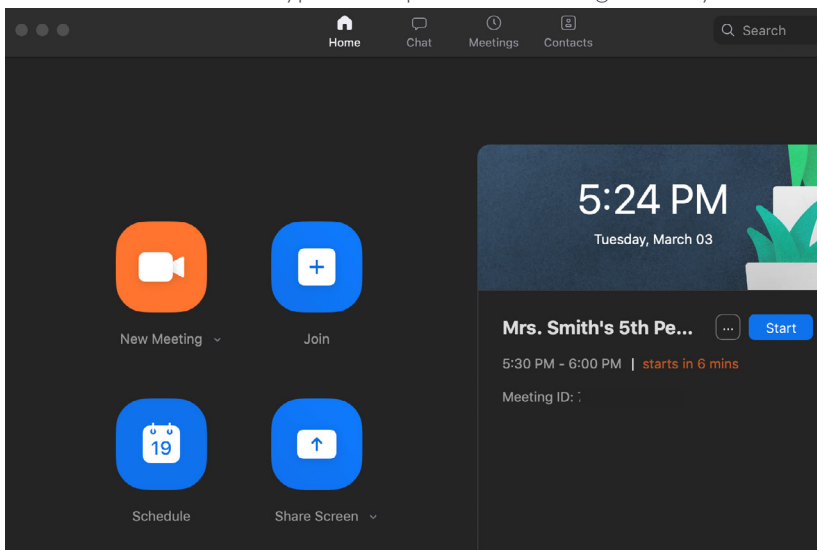 Home
Chat
Meetings
Contacts
Search
5:24 PM
Tuesday, March 03
New Meeting
Join
Mrs. Smith's 5th Pe...
...
Start
5:30 PM - 6:00 PM | starts in 6 mins
Meeting ID:
19
Schedule
Share Screen